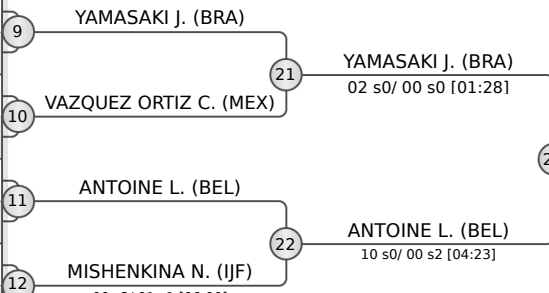 9
YAMASAKI J. (BRA)
21
YAMASAKI J. (BRA)
02 s0/ 00 s0 [01:28]
10
VAZQUEZ ORTIZ C. (MEX)
11
ANTOINE L. (BEL)
22
ANTOINE L. (BEL)
10 s0/ 00 s2 [04:23]
12
MISHENKINA N. (IJF)